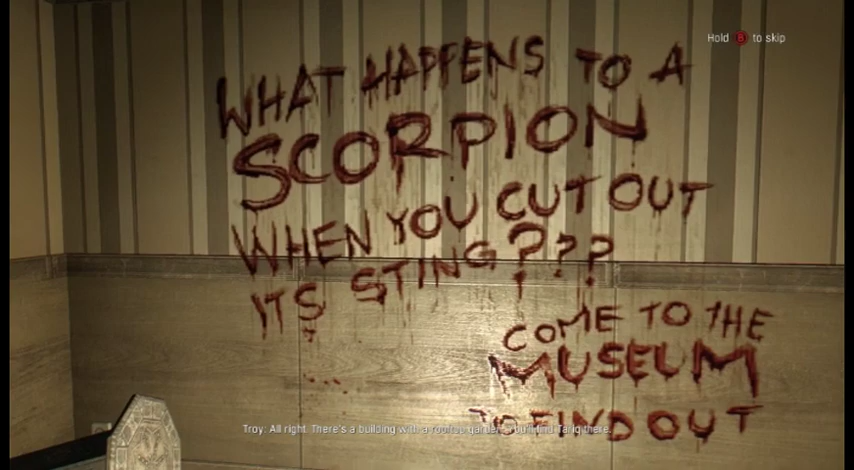 Hold B to skip
WHAT HAPPENS TO A
SCORPION
WHEN YOU CUT OUT
ITS STING???
COME TO THE
MUSEUM
TO FIND OUT
Troy: All right. There's a building with a rooftop garden - you'll find Tariq there.